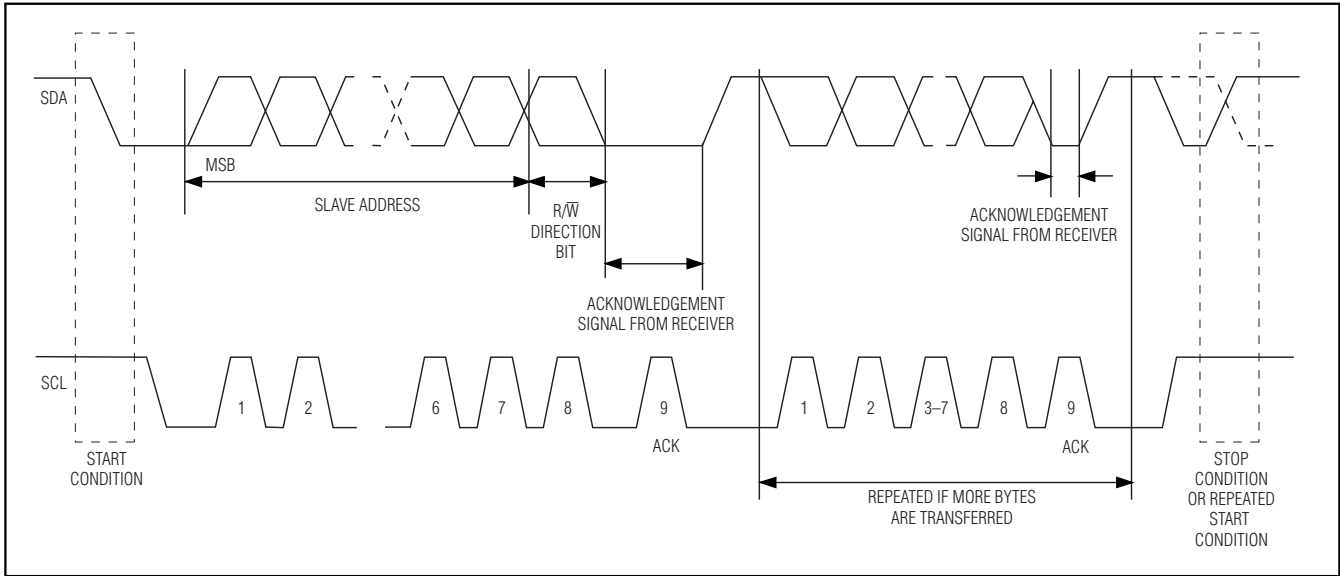 SDA
MSB
SLAVE ADDRESS
R/W̅
DIRECTION
BIT
ACKNOWLEDGEMENT
SIGNAL FROM RECEIVER
ACKNOWLEDGEMENT
SIGNAL FROM RECEIVER
SCL
1 2 6 7 8 9 1 2 3–7 8 9
ACK ACK
START
CONDITION
REPEATED IF MORE BYTES
ARE TRANSFERRED
STOP
CONDITION
OR REPEATED
START
CONDITION